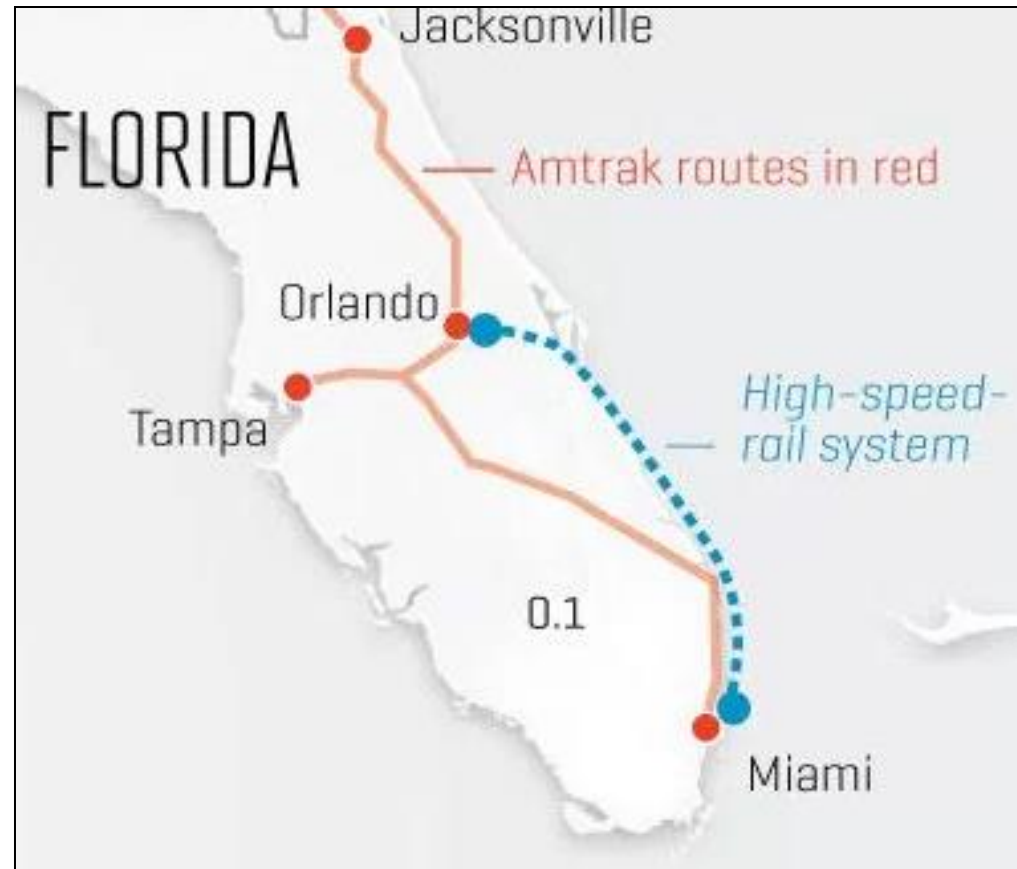 Jacksonville
FLORIDA
Amtrak routes in red
Orlando
High-speed-
rail system
Tampa
0.1
Miami